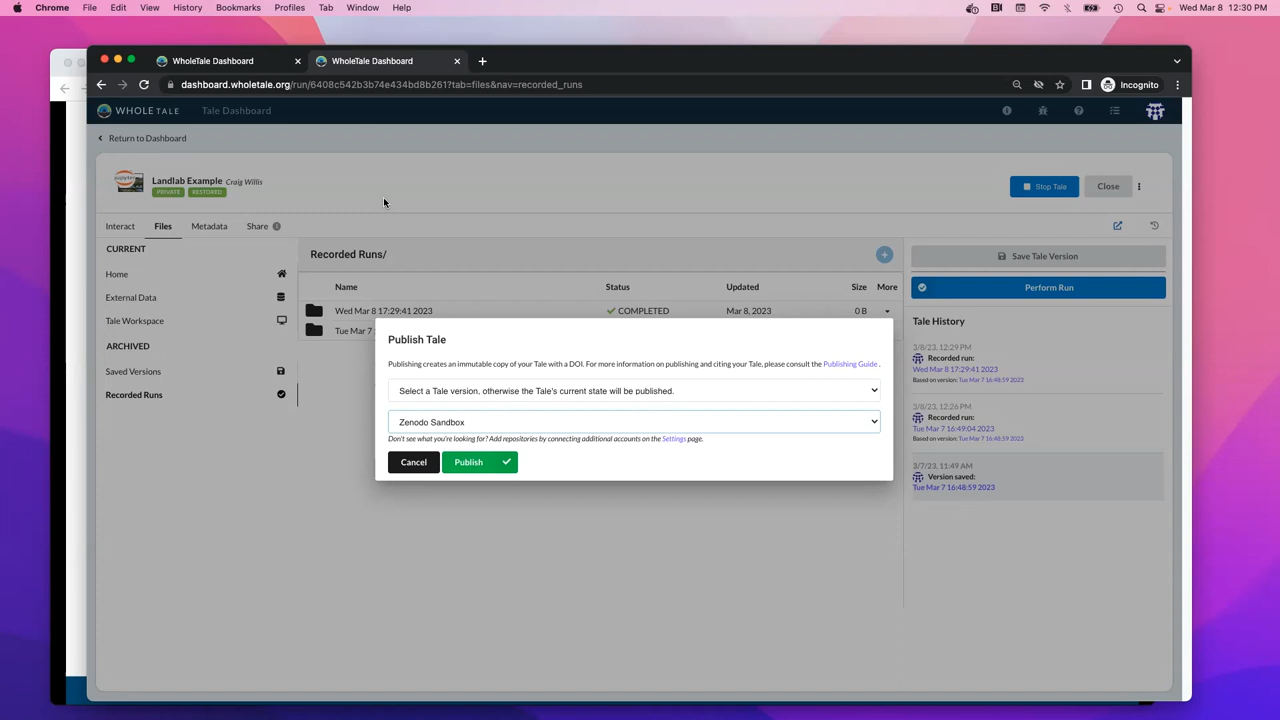 Chrome File Edit View History Bookmarks Profiles Tab Window Help Wed Mar 8 12:30 PM
WholeTale Dashboard WholeTale Dashboard
dashboard.wholetale.org/run/6408c542b3b74e434bd8b261?tab=files&nav=recorded_runs Incognito
WHOLE TALE Tale Dashboard
Return to Dashboard
Landlab Example Craig Willis
PRIVATE RESTORED
Stop Tale Close
Interact Files Metadata Share
CURRENT
Home
External Data
Tale Workspace
ARCHIVED
Saved Versions
Recorded Runs
Recorded Runs/
Name Status Updated Size More
Wed Mar 8 17:29:41 2023 COMPLETED Mar 8, 2023 0 B
Tue Mar 7
Publish Tale
Publishing creates an immutable copy of your Tale with a DOI. For more information on publishing and citing your Tale, please consult the Publishing Guide .
Select a Tale version, otherwise the Tale's current state will be published.
Zenodo Sandbox
Don't see what you're looking for? Add repositories by connecting additional accounts on the Settings page.
Cancel Publish
Save Tale Version
Perform Run
Tale History
3/8/23, 12:29 PM
Recorded run:
Wed Mar 8 17:29:41 2023
Based on version: Tue Mar 7 16:48:59 2023
3/8/23, 12:26 PM
Recorded run:
Tue Mar 7 16:49:04 2023
Based on version: Tue Mar 7 16:48:59 2023
3/7/23, 11:49 AM
Version saved:
Tue Mar 7 16:48:59 2023